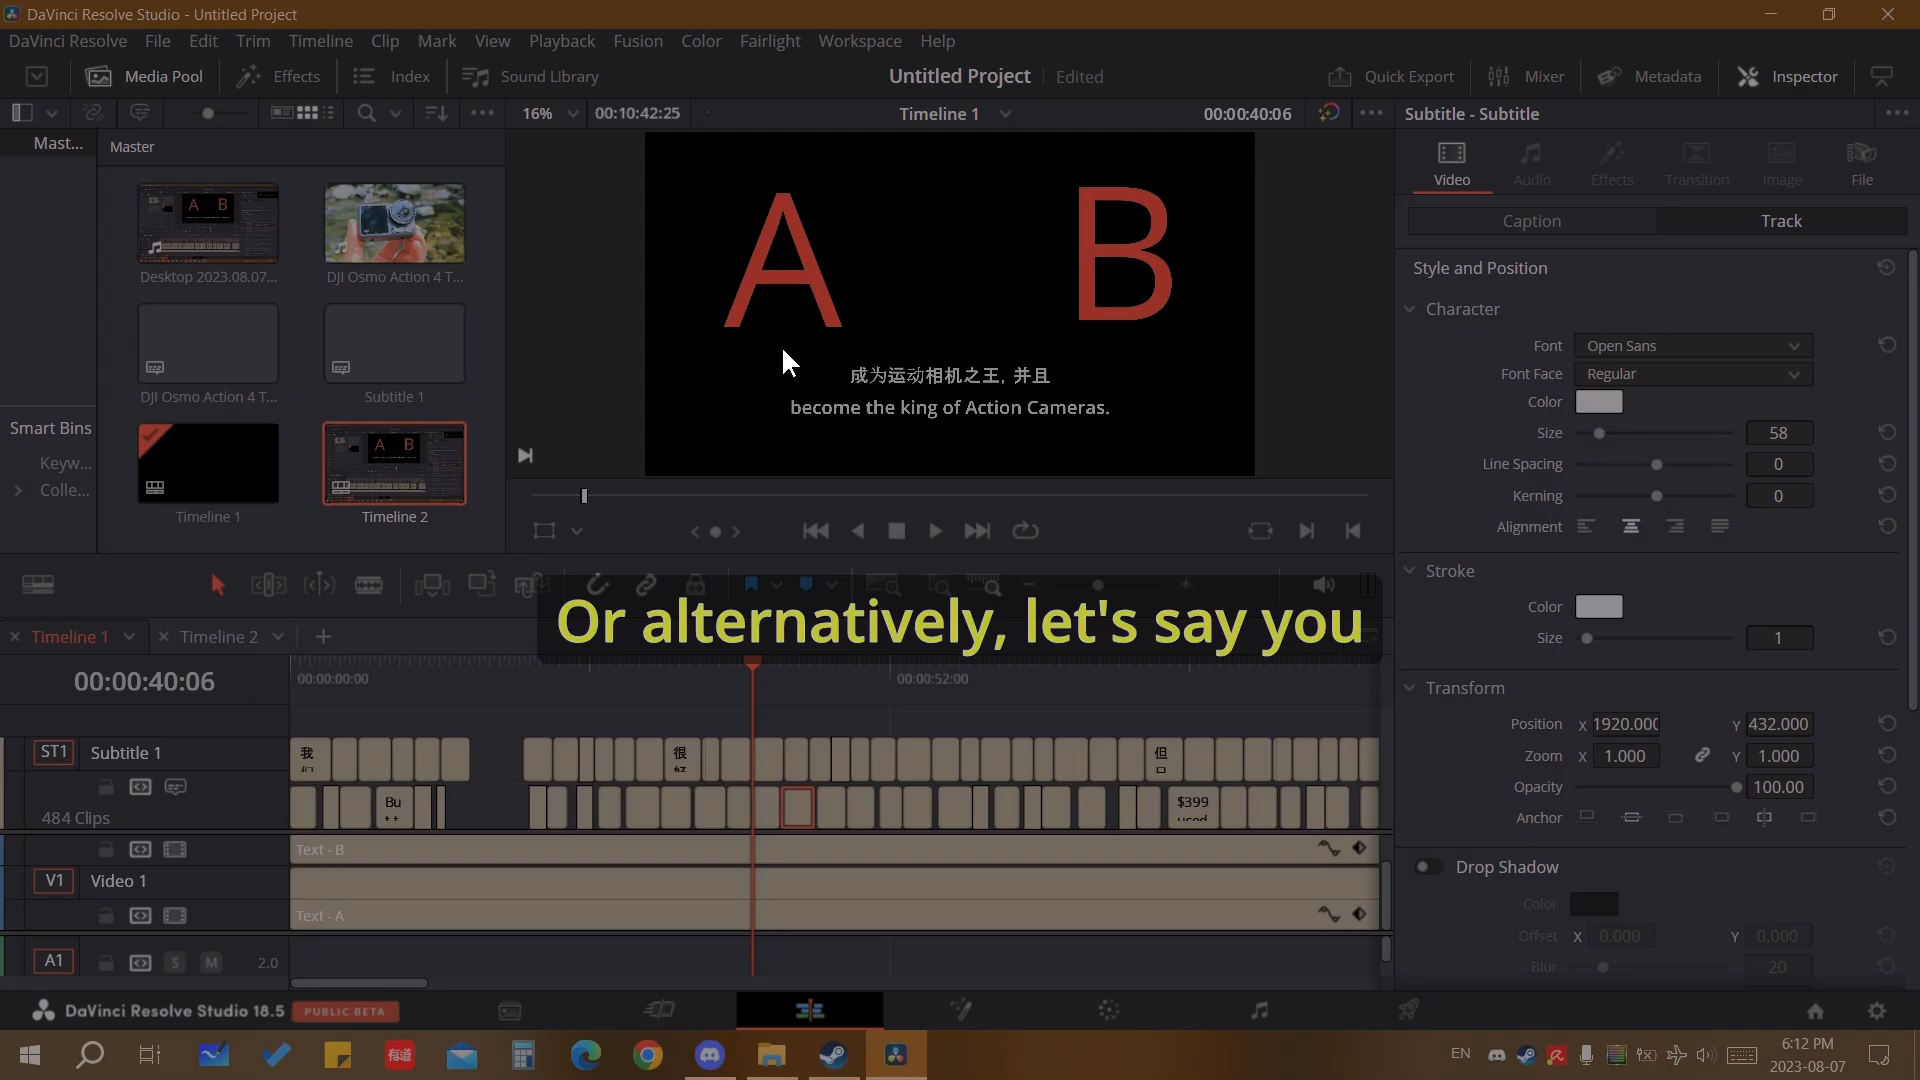 DaVinci Resolve Studio - Untitled Project
DaVinci Resolve File Edit Trim Timeline Clip Mark View Playback Fusion Color Fairlight Workspace Help
Media Pool Effects Index Sound Library Untitled Project Edited Quick Export Mixer Metadata Inspector
16% 00:10:42:25 Timeline 1 00:00:40:06 Subtitle - Subtitle
Mast... Master
Video Audio Effects Transition Image File
Caption Track
A B
Desktop 2023.08.07... DJI Osmo Action 4 T...
Style and Position
Character
Font Open Sans
Font Face Regular
成为运动相机之王, 并且
become the king of Action Cameras.
DJI Osmo Action 4 T... Subtitle 1
Color
Smart Bins
Size 58
Keyw...
Line Spacing 0
Colle...
Kerning 0
Timeline 1 Timeline 2
Alignment
Stroke
Color
Size 1
Or alternatively, let's say you
Timeline 1 Timeline 2
00:00:40:06 00:00:00:00 00:00:52:00
Transform
Position X 1920.000 Y 432.000
Zoom X 1.000 Y 1.000
Opacity 100.00
Anchor
ST1 Subtitle 1 我们 很好 但
484 Clips Bu $399
Text - B
V1 Video 1
Text - A
A1 S M 2.0
Drop Shadow
Color
Offset X 0.000 Y 0.000
Blur 20
DaVinci Resolve Studio 18.5 PUBLIC BETA
有道
EN 6:12 PM
2023-08-07